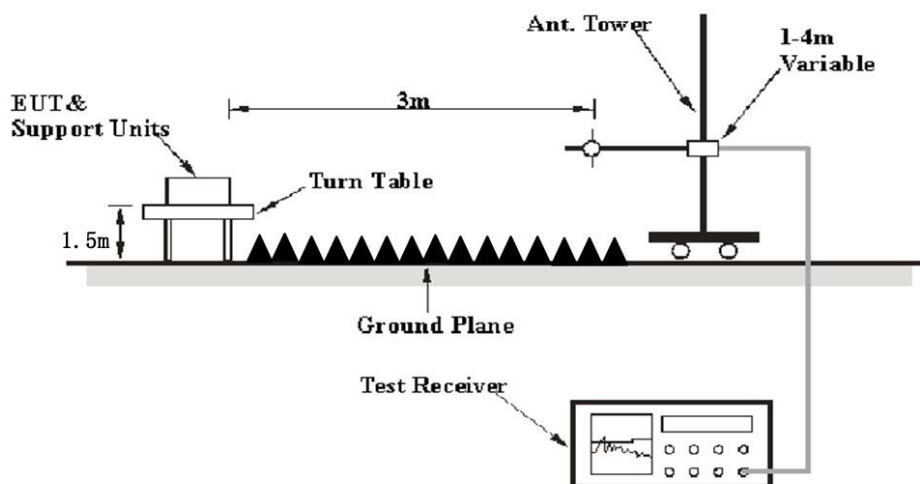 Ant. Tower
1-4m
Variable
3m
EUT&
Support Units
Turn Table
1.5m
Ground Plane
Test Receiver